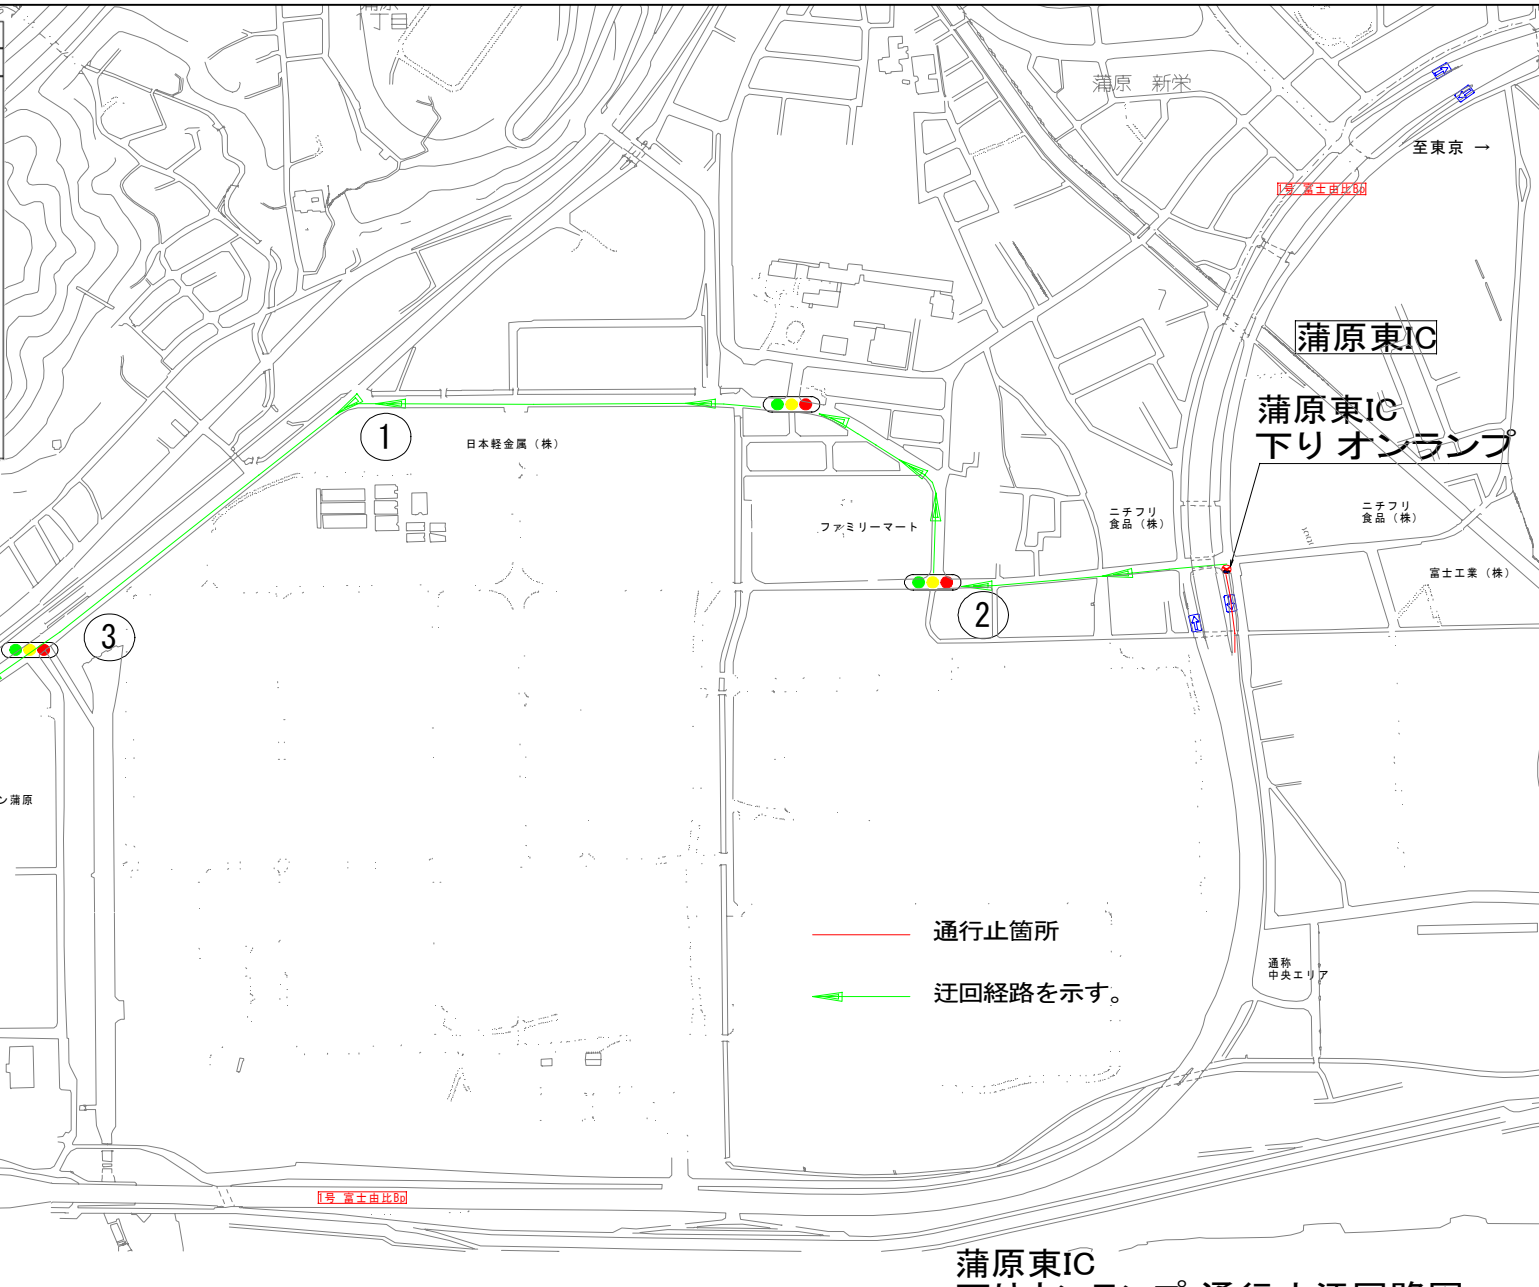 蒲原
1丁目
蒲原 新栄
至東京 →
1号 富士由比Bp
蒲原東IC
蒲原東IC
下り オンランプ
1
日本軽金属（株）
ファミリーマート
ニチフリ
食品（株）
ニチフリ
食品（株）
富士工業（株）
2
3
ン蒲原
通行止箇所
迂回経路を示す。
通称
中央エリア
1号 富士由比Bp
蒲原東IC